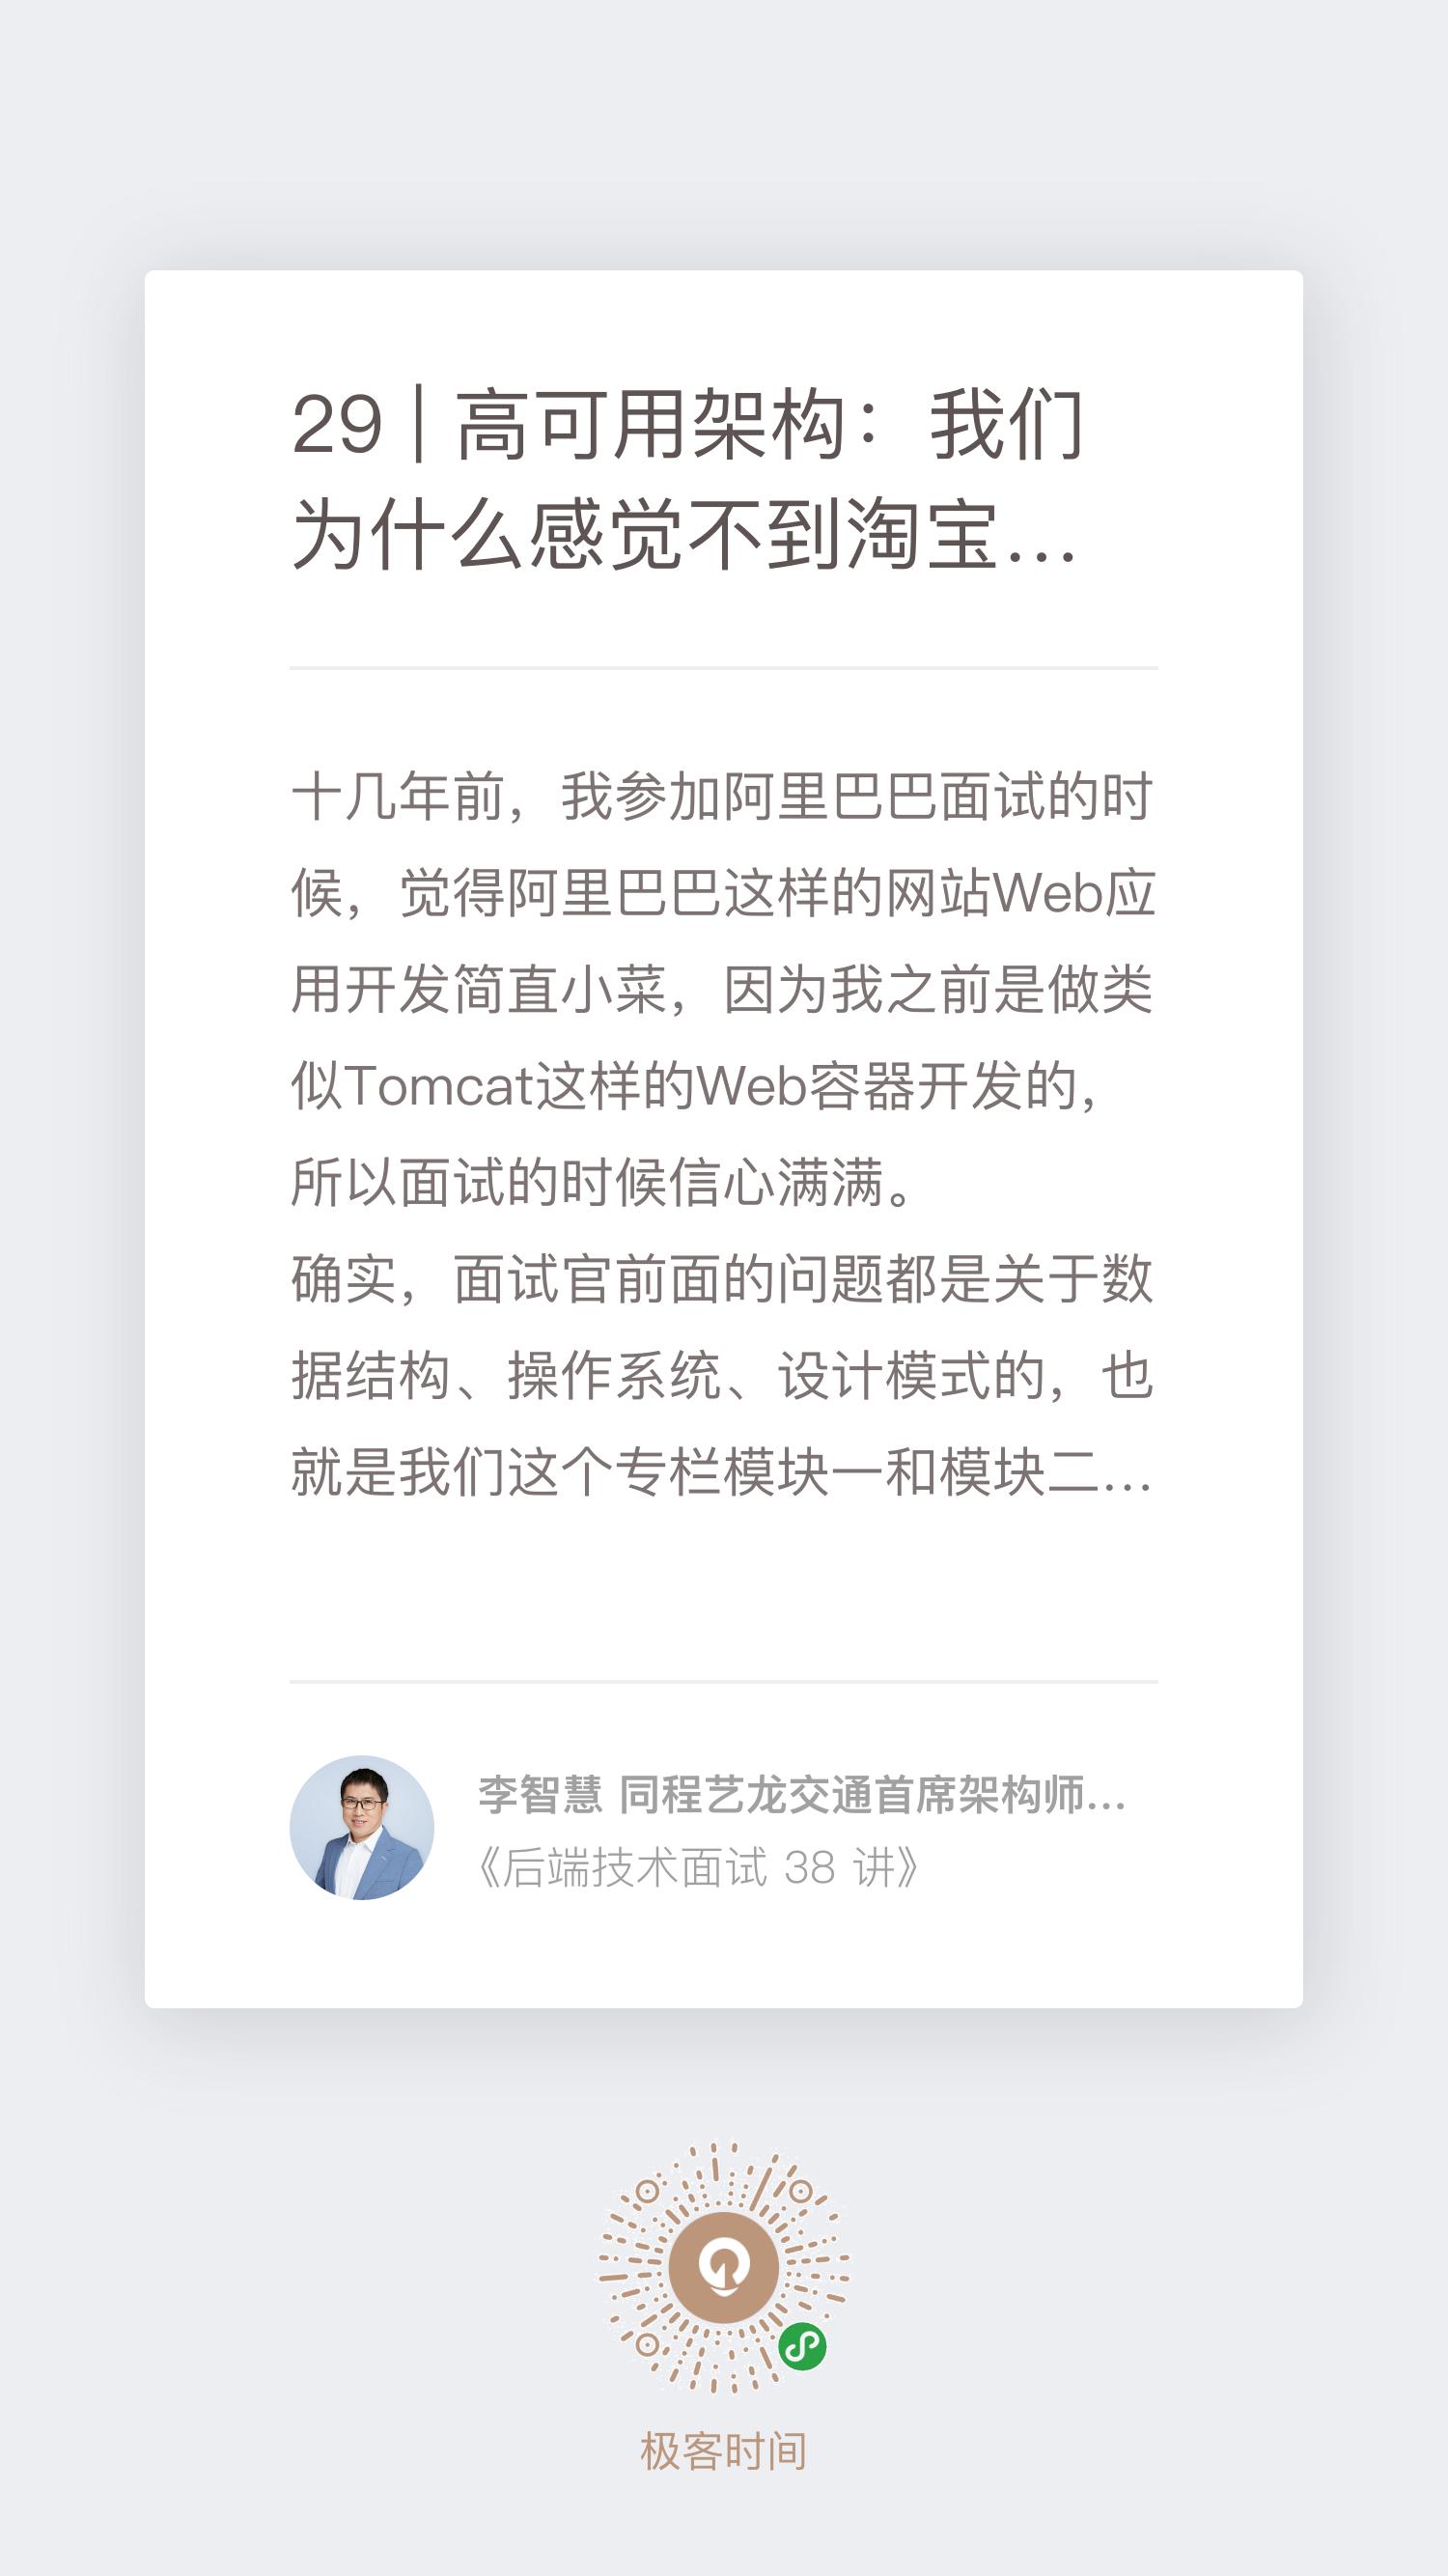 29 | 高可用架构：我们
为什么感觉不到淘宝...
十几年前，我参加阿里巴巴面试的时
候，觉得阿里巴巴这样的网站Web应
用开发简直小菜，因为我之前是做类
似Tomcat这样的Web容器开发的，
所以面试的时候信心满满。
确实，面试官前面的问题都是关于数
据结构、操作系统、设计模式的，也
就是我们这个专栏模块一和模块二...
李智慧 同程艺龙交通首席架构师...
《后端技术面试 38 讲》
极客时间